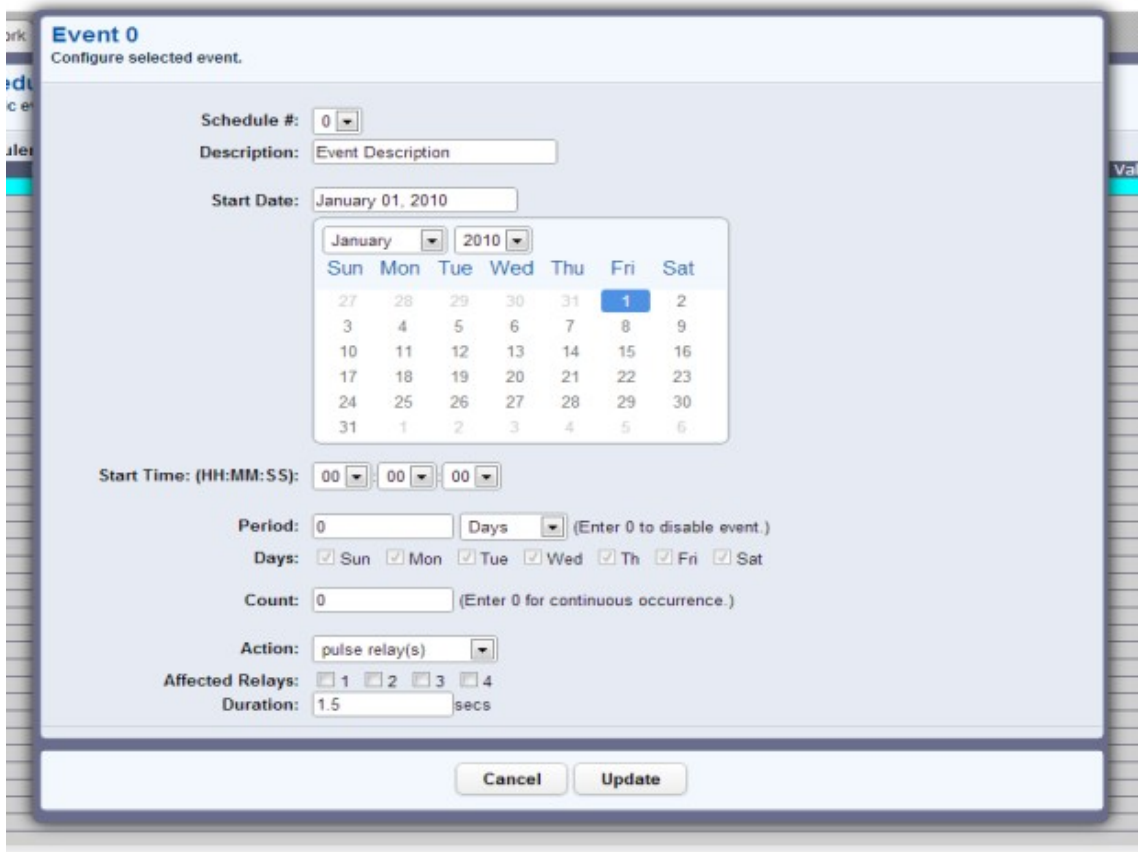 Event 0
Configure selected event.
Schedule #: 0
Description: Event Description
Start Date: January 01, 2010
January 2010
Sun Mon Tue Wed Thu Fri Sat
27 28 29 30 31 1 2
3 4 5 6 7 8 9
10 11 12 13 14 15 16
17 18 19 20 21 22 23
24 25 26 27 28 29 30
31 1 2 3 4 5 6
Start Time: (HH:MM:SS): 00 : 00 : 00
Period: 0 Days (Enter 0 to disable event.)
Days: Sun Mon Tue Wed Th Fri Sat
Count: 0 (Enter 0 for continuous occurrence.)
Action: pulse relay(s)
Affected Relays: 1 2 3 4
Duration: 1.5 secs
Cancel Update